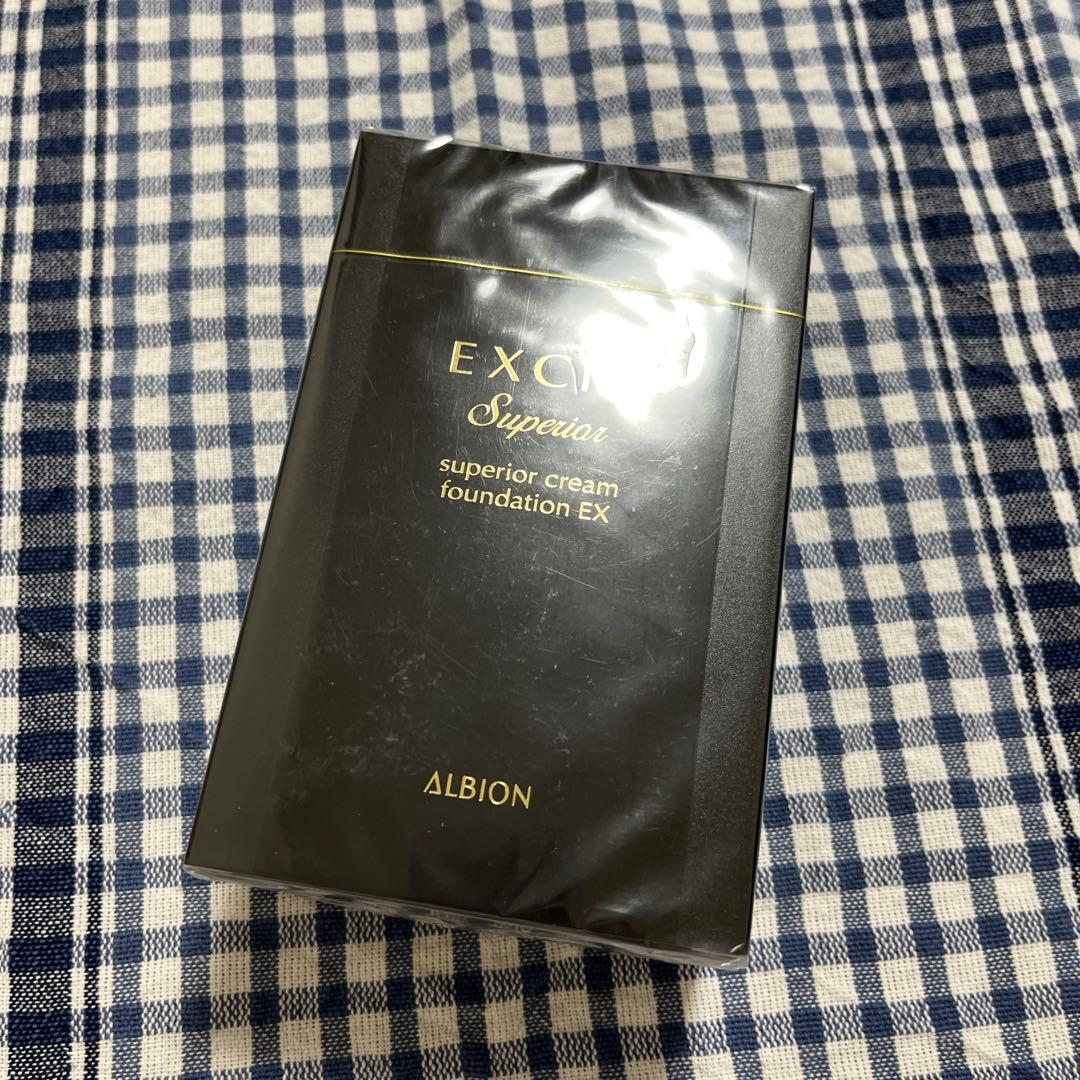 Superior
superior cream
foundation EX
ALBION